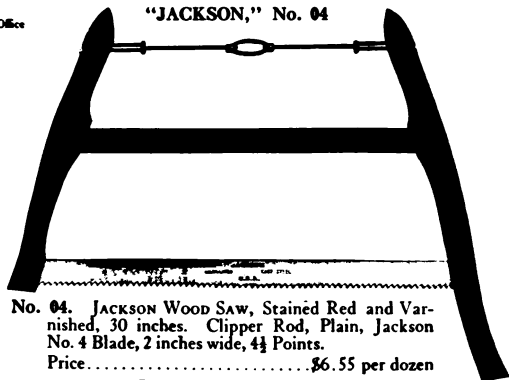 "JACKSON," No. 04
Office
No. 04. JACKSON WOOD SAW, Stained Red and Var-
nished, 30 inches. Clipper Rod, Plain, Jackson
No. 4 Blade, 2 inches wide, 4½ Points.
Price........................$6.55 per dozen